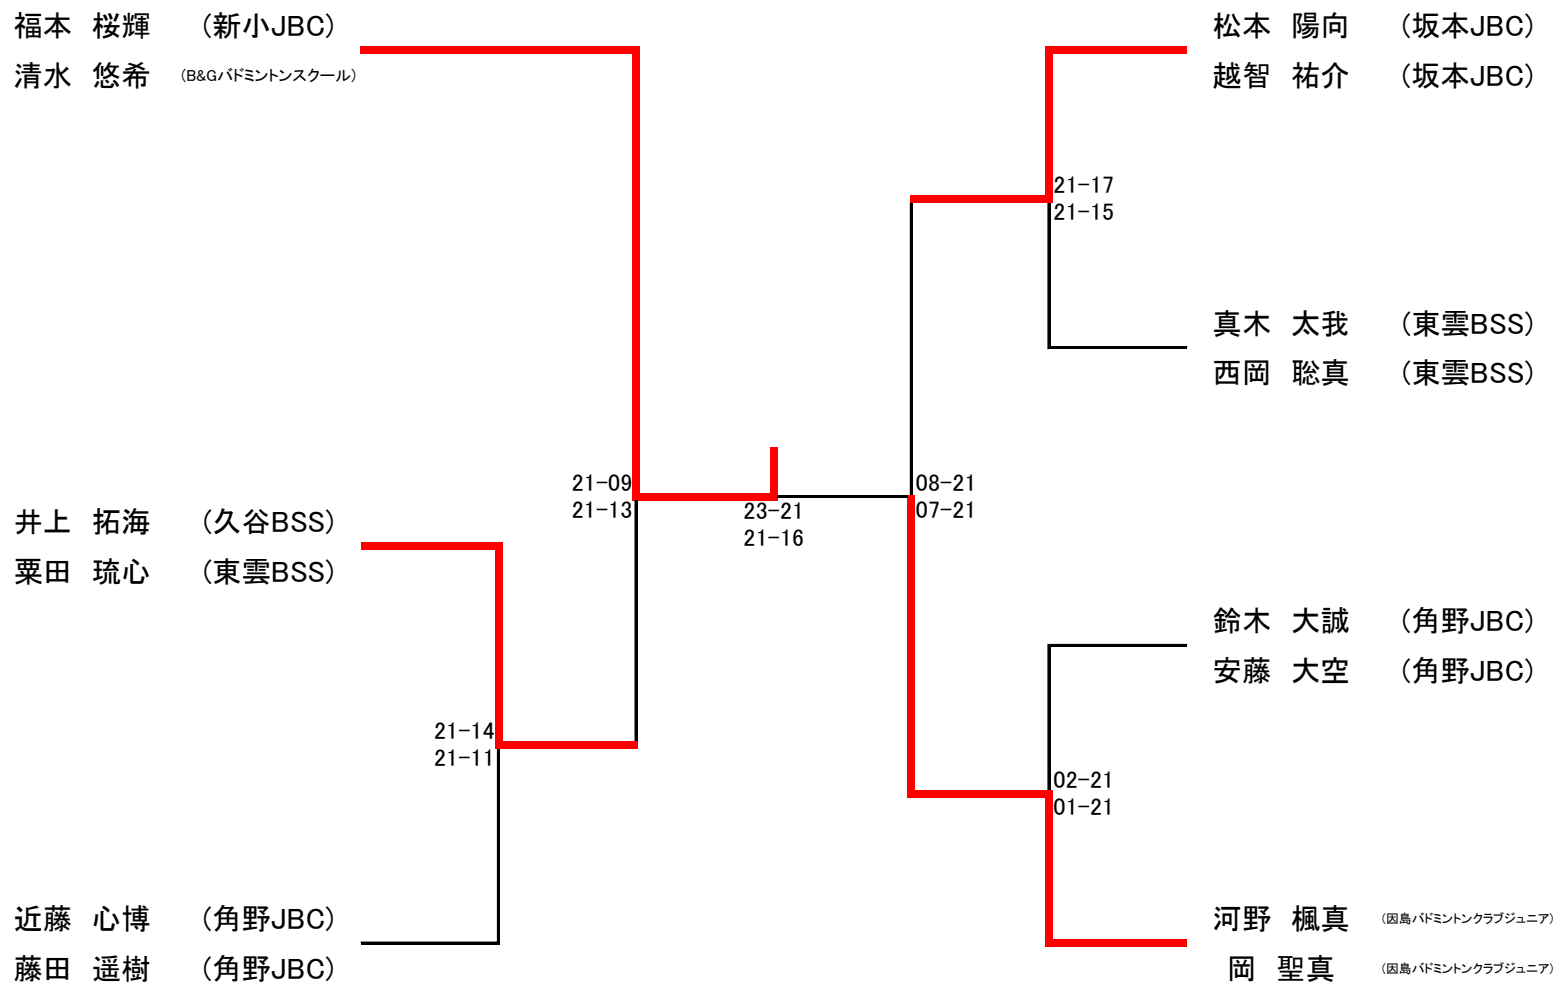 福本 桜輝 (新小JBC)
清水 悠希 (B&Gバドミントンスクール)
井上 拓海 (久谷BSS)
粟田 琉心 (東雲BSS)
近藤 心博 (角野JBC)
藤田 遥樹 (角野JBC)
21-14
21-11
21-09
21-13
23-21
21-16
08-21
07-21
21-17
21-15
02-21
01-21
松本 陽向 (坂本JBC)
越智 祐介 (坂本JBC)
真木 太我 (東雲BSS)
西岡 聡真 (東雲BSS)
鈴木 大誠 (角野JBC)
安藤 大空 (角野JBC)
河野 楓真 (因島バドミントンクラブジュニア)
岡 聖真 (因島バドミントンクラブジュニア)